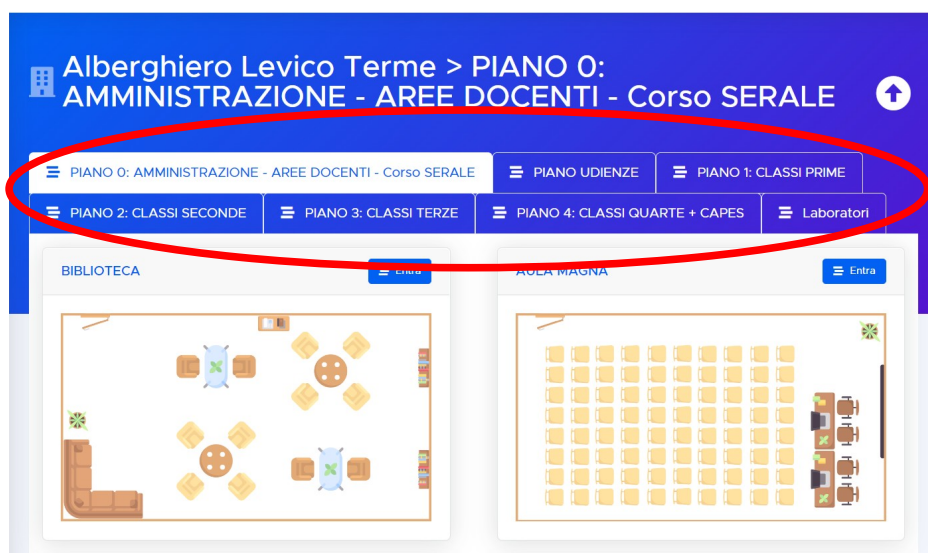 Alberghiero Levico Terme > PIANO 0:
AMMINISTRAZIONE - AREE DOCENTI - Corso SERALE
PIANO 0: AMMINISTRAZIONE - AREE DOCENTI - Corso SERALE
PIANO UDIENZE
PIANO 1: CLASSI PRIME
PIANO 2: CLASSI SECONDE
PIANO 3: CLASSI TERZE
PIANO 4: CLASSI QUARTE + CAPES
Laboratori
BIBLIOTECA
Entra
AULA MAGNA
Entra